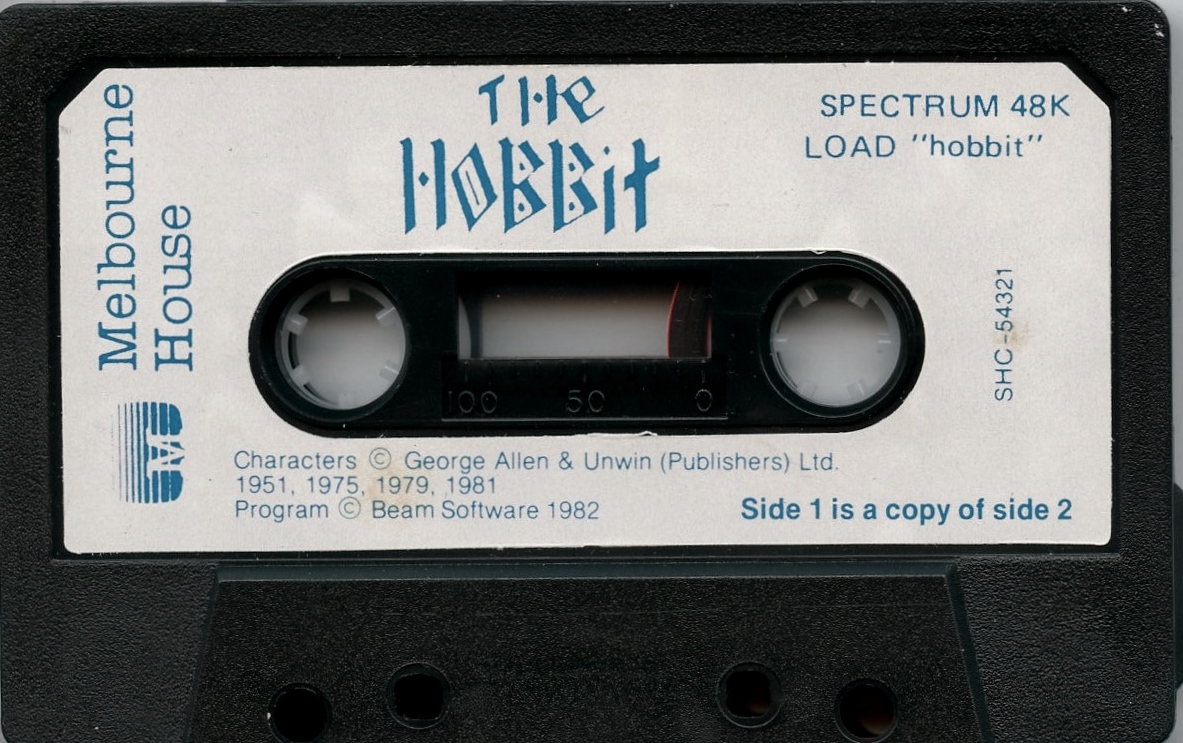 THe
HOBBit
SPECTRUM 48K
LOAD "hobbit"
Melbourne
House
M
SHC-54321
100 50 0
Characters © George Allen & Unwin (Publishers) Ltd.
1951, 1975, 1979, 1981
Program © Beam Software 1982
Side 1 is a copy of side 2